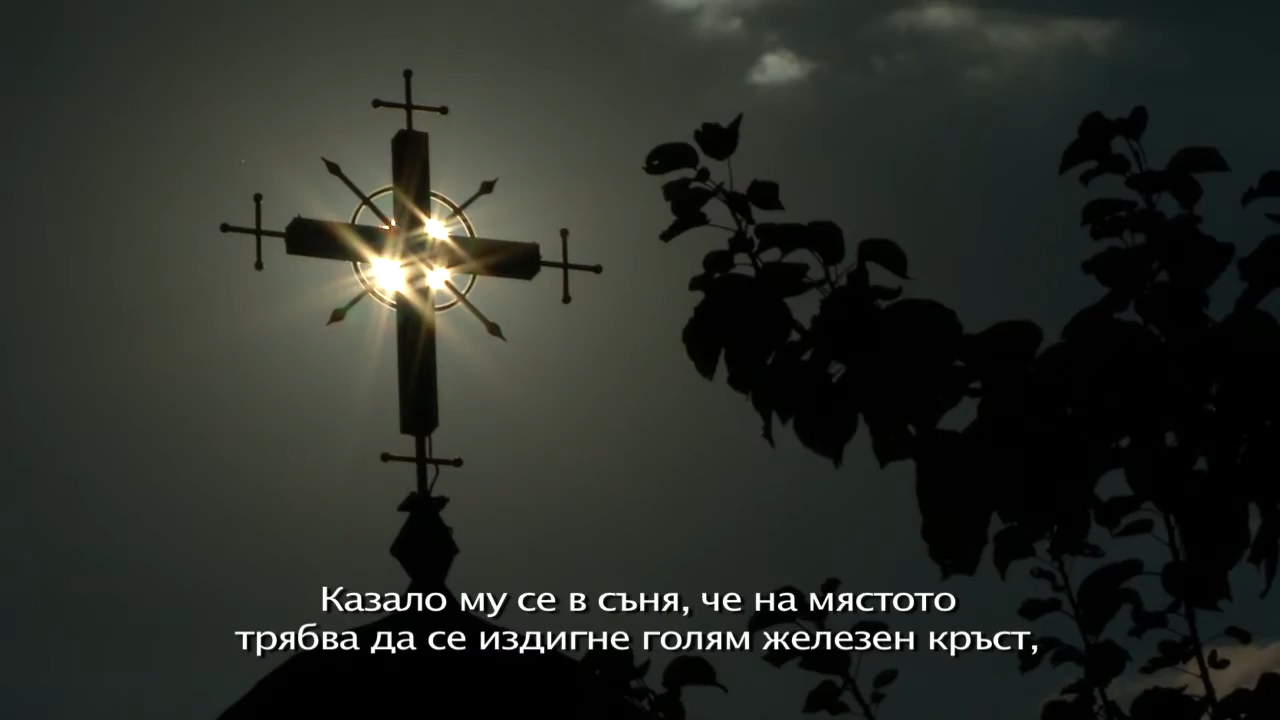 Казало му се в съня, че на мястото
трябва да се издигне голям железен кръст,